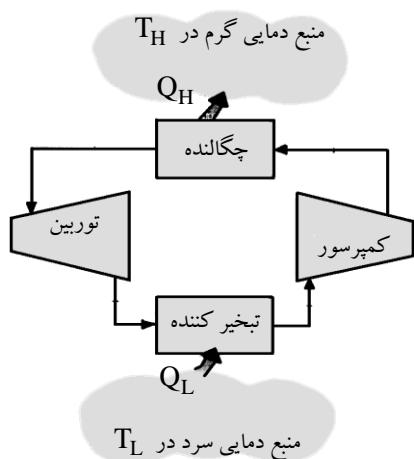 منبع دمایی گرم در T_H
Q_H
چگالنده
توربین
کمپرسور
تبخیر کننده
Q_L
منبع دمایی سرد در T_L